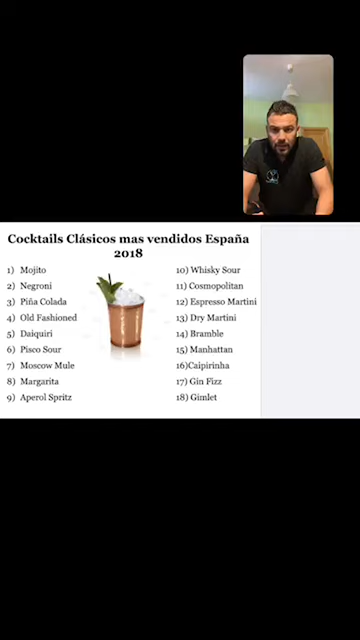 Cocktails Clásicos mas vendidos España
2018
1) Mojito
2) Negroni
3) Piña Colada
4) Old Fashioned
5) Daiquiri
6) Pisco Sour
7) Moscow Mule
8) Margarita
9) Aperol Spritz
10) Whisky Sour
11) Cosmopolitan
12) Espresso Martini
13) Dry Martini
14) Bramble
15) Manhattan
16)Caipirinha
17) Gin Fizz
18) Gimlet